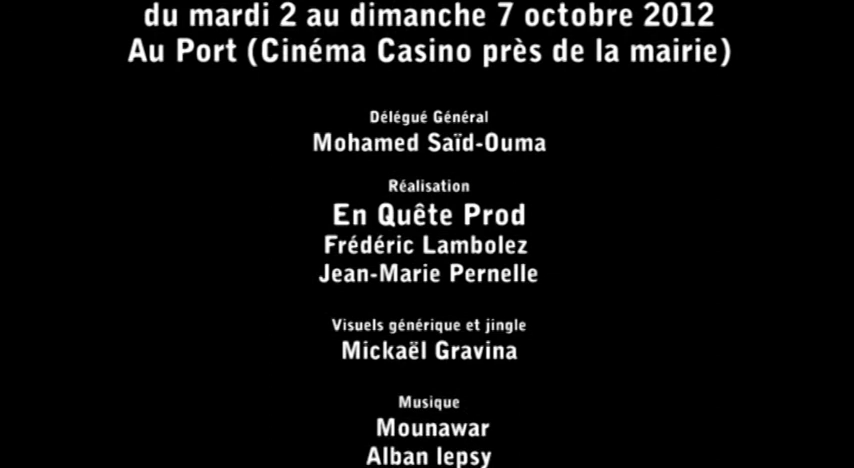 du mardi 2 au dimanche 7 octobre 2012
Au Port (Cinéma Casino près de la mairie)
Délégué Général
Mohamed Saïd-Ouma
Réalisation
En Quête Prod
Frédéric Lambolez
Jean-Marie Pernelle
Visuels générique et jingle
Mickaël Gravina
Musique
Mounawar
Alban lepsy